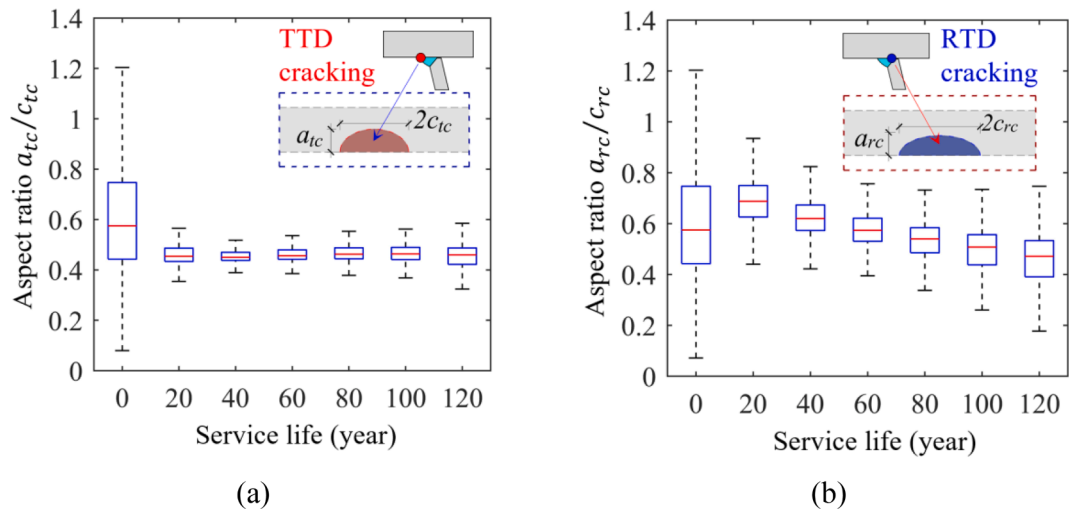 1.4
1.2
1
0.8
0.6
0.4
0.2
0
Aspect ratio a_tc/c_tc
TTD
cracking
2c_tc
a_tc
0 20 40 60 80 100 120
Service life (year)
(a)
1.4
1.2
1
0.8
0.6
0.4
0.2
0
Aspect ratio a_rc/c_rc
RTD
cracking
2c_rc
a_rc
0 20 40 60 80 100 120
Service life (year)
(b)